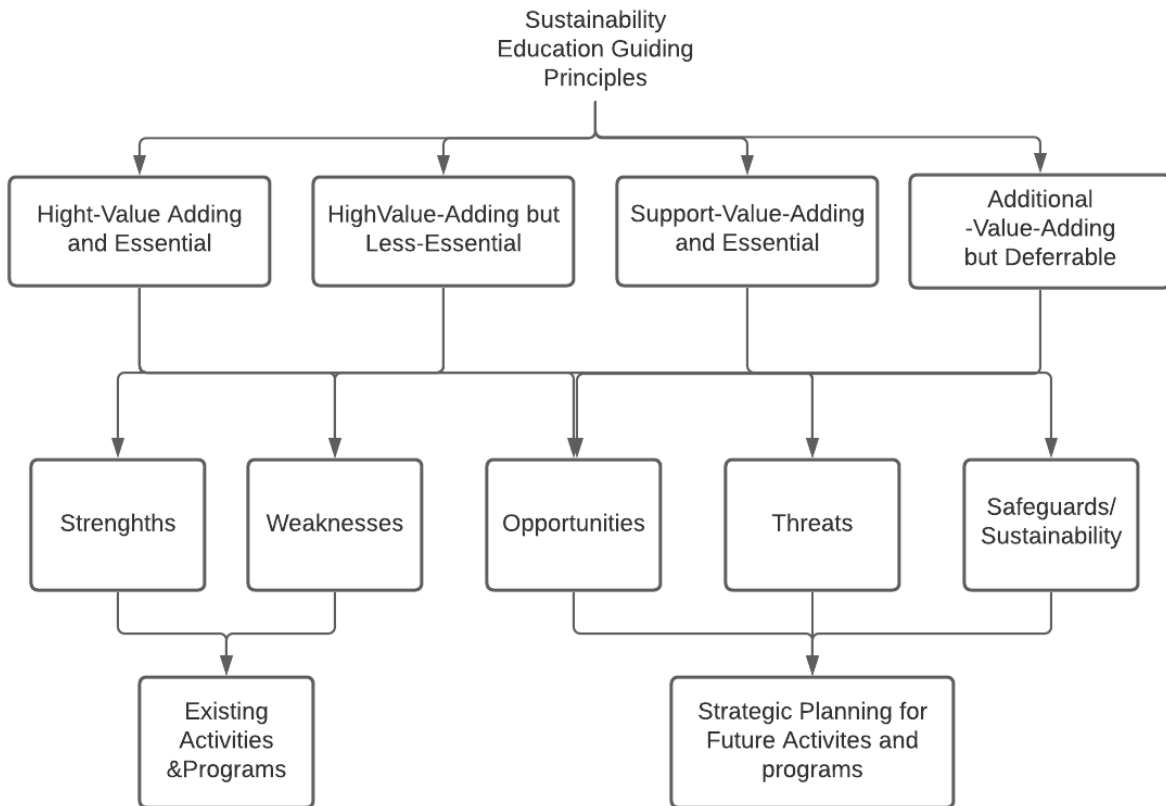 Sustainability
Education Guiding
Principles
Hight-Value Adding
and Essential
HighValue-Adding but
Less-Essential
Support-Value-Adding
and Essential
Additional
-Value-Adding
but Deferrable
Strenghths
Weaknesses
Opportunities
Threats
Safeguards/
Sustainability
Existing
Activities
&Programs
Strategic Planning for
Future Activites and
programs